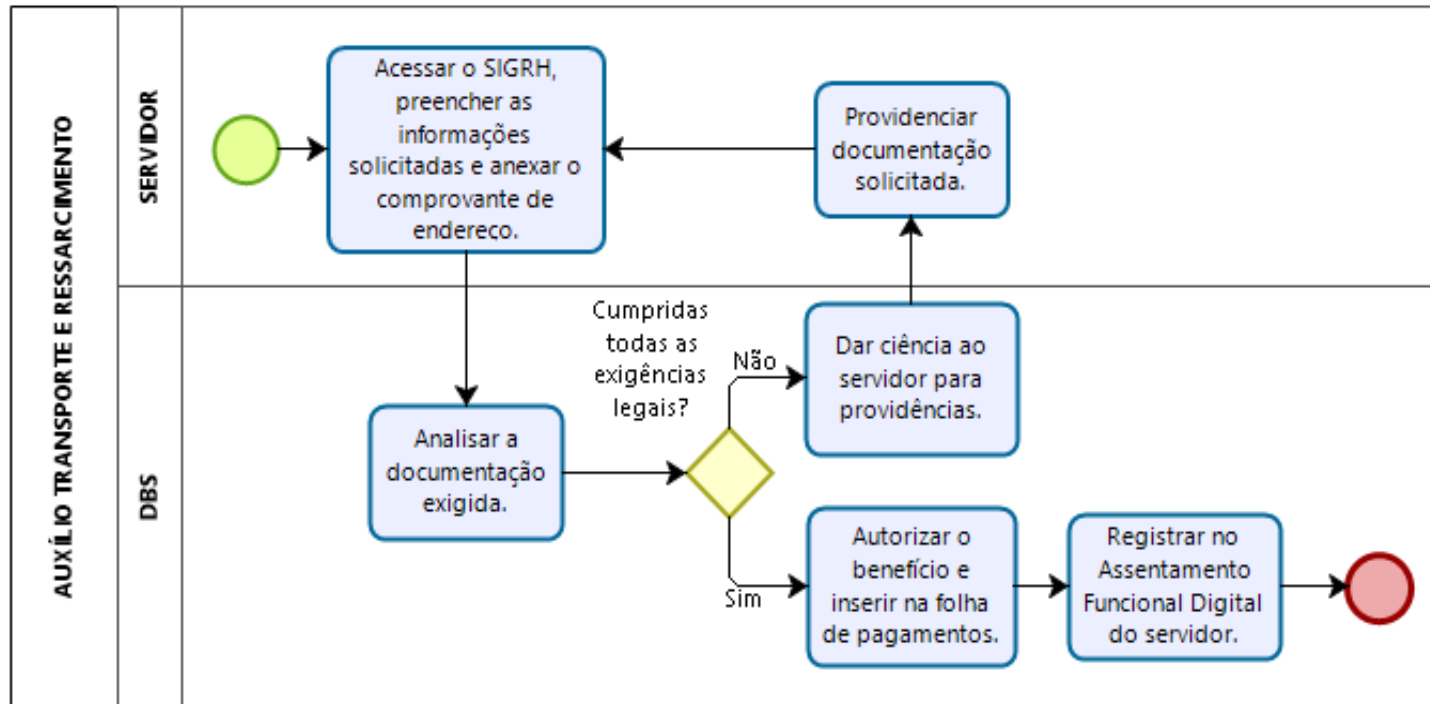 AUXÍLIO TRANSPORTE E RESSARCIMENTO
SERVIDOR
Acessar o SIGRH,
preencher as
informações
solicitadas e anexar o
comprovante de
endereço.
Providenciar
documentação
solicitada.
DBS
Analisar a
documentação
exigida.
Cumpridas
todas as
exigências
legais?
Não
Dar ciência ao
servidor para
providências.
Sim
Autorizar o
benefício e
inserir na folha
de pagamentos.
Registrar no
Assentamento
Funcional Digital
do servidor.